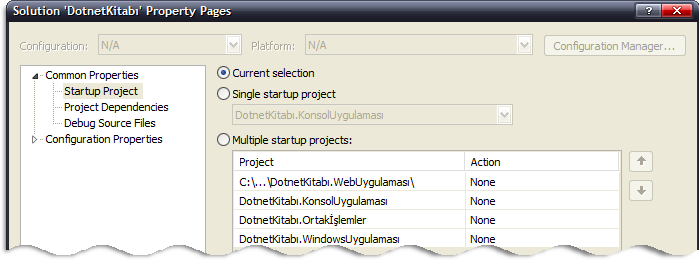 Solution 'DotnetKitabı' Property Pages
Configuration: N/A Platform: N/A Configuration Manager...
Common Properties
Startup Project
Project Dependencies
Debug Source Files
Configuration Properties
Current selection
Single startup project
DotnetKitabı.KonsolUygulaması
Multiple startup projects:
Project Action
C:\...\DotnetKitabı.WebUygulaması\ None
DotnetKitabı.KonsolUygulaması None
DotnetKitabı.Ortakİşlemler None
DotnetKitabı.WindowsUygulaması None